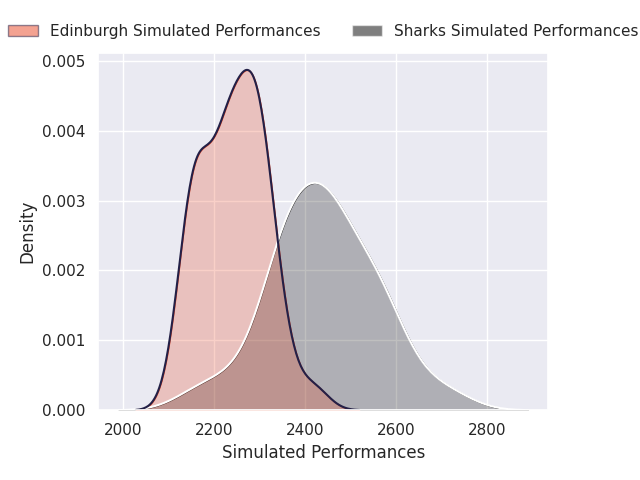 Edinburgh Simulated Performances Sharks Simulated Performances
0.005
0.004
0.003
0.002
0.001
0.000
Density
2000 2200 2400 2600 2800
Simulated Performances